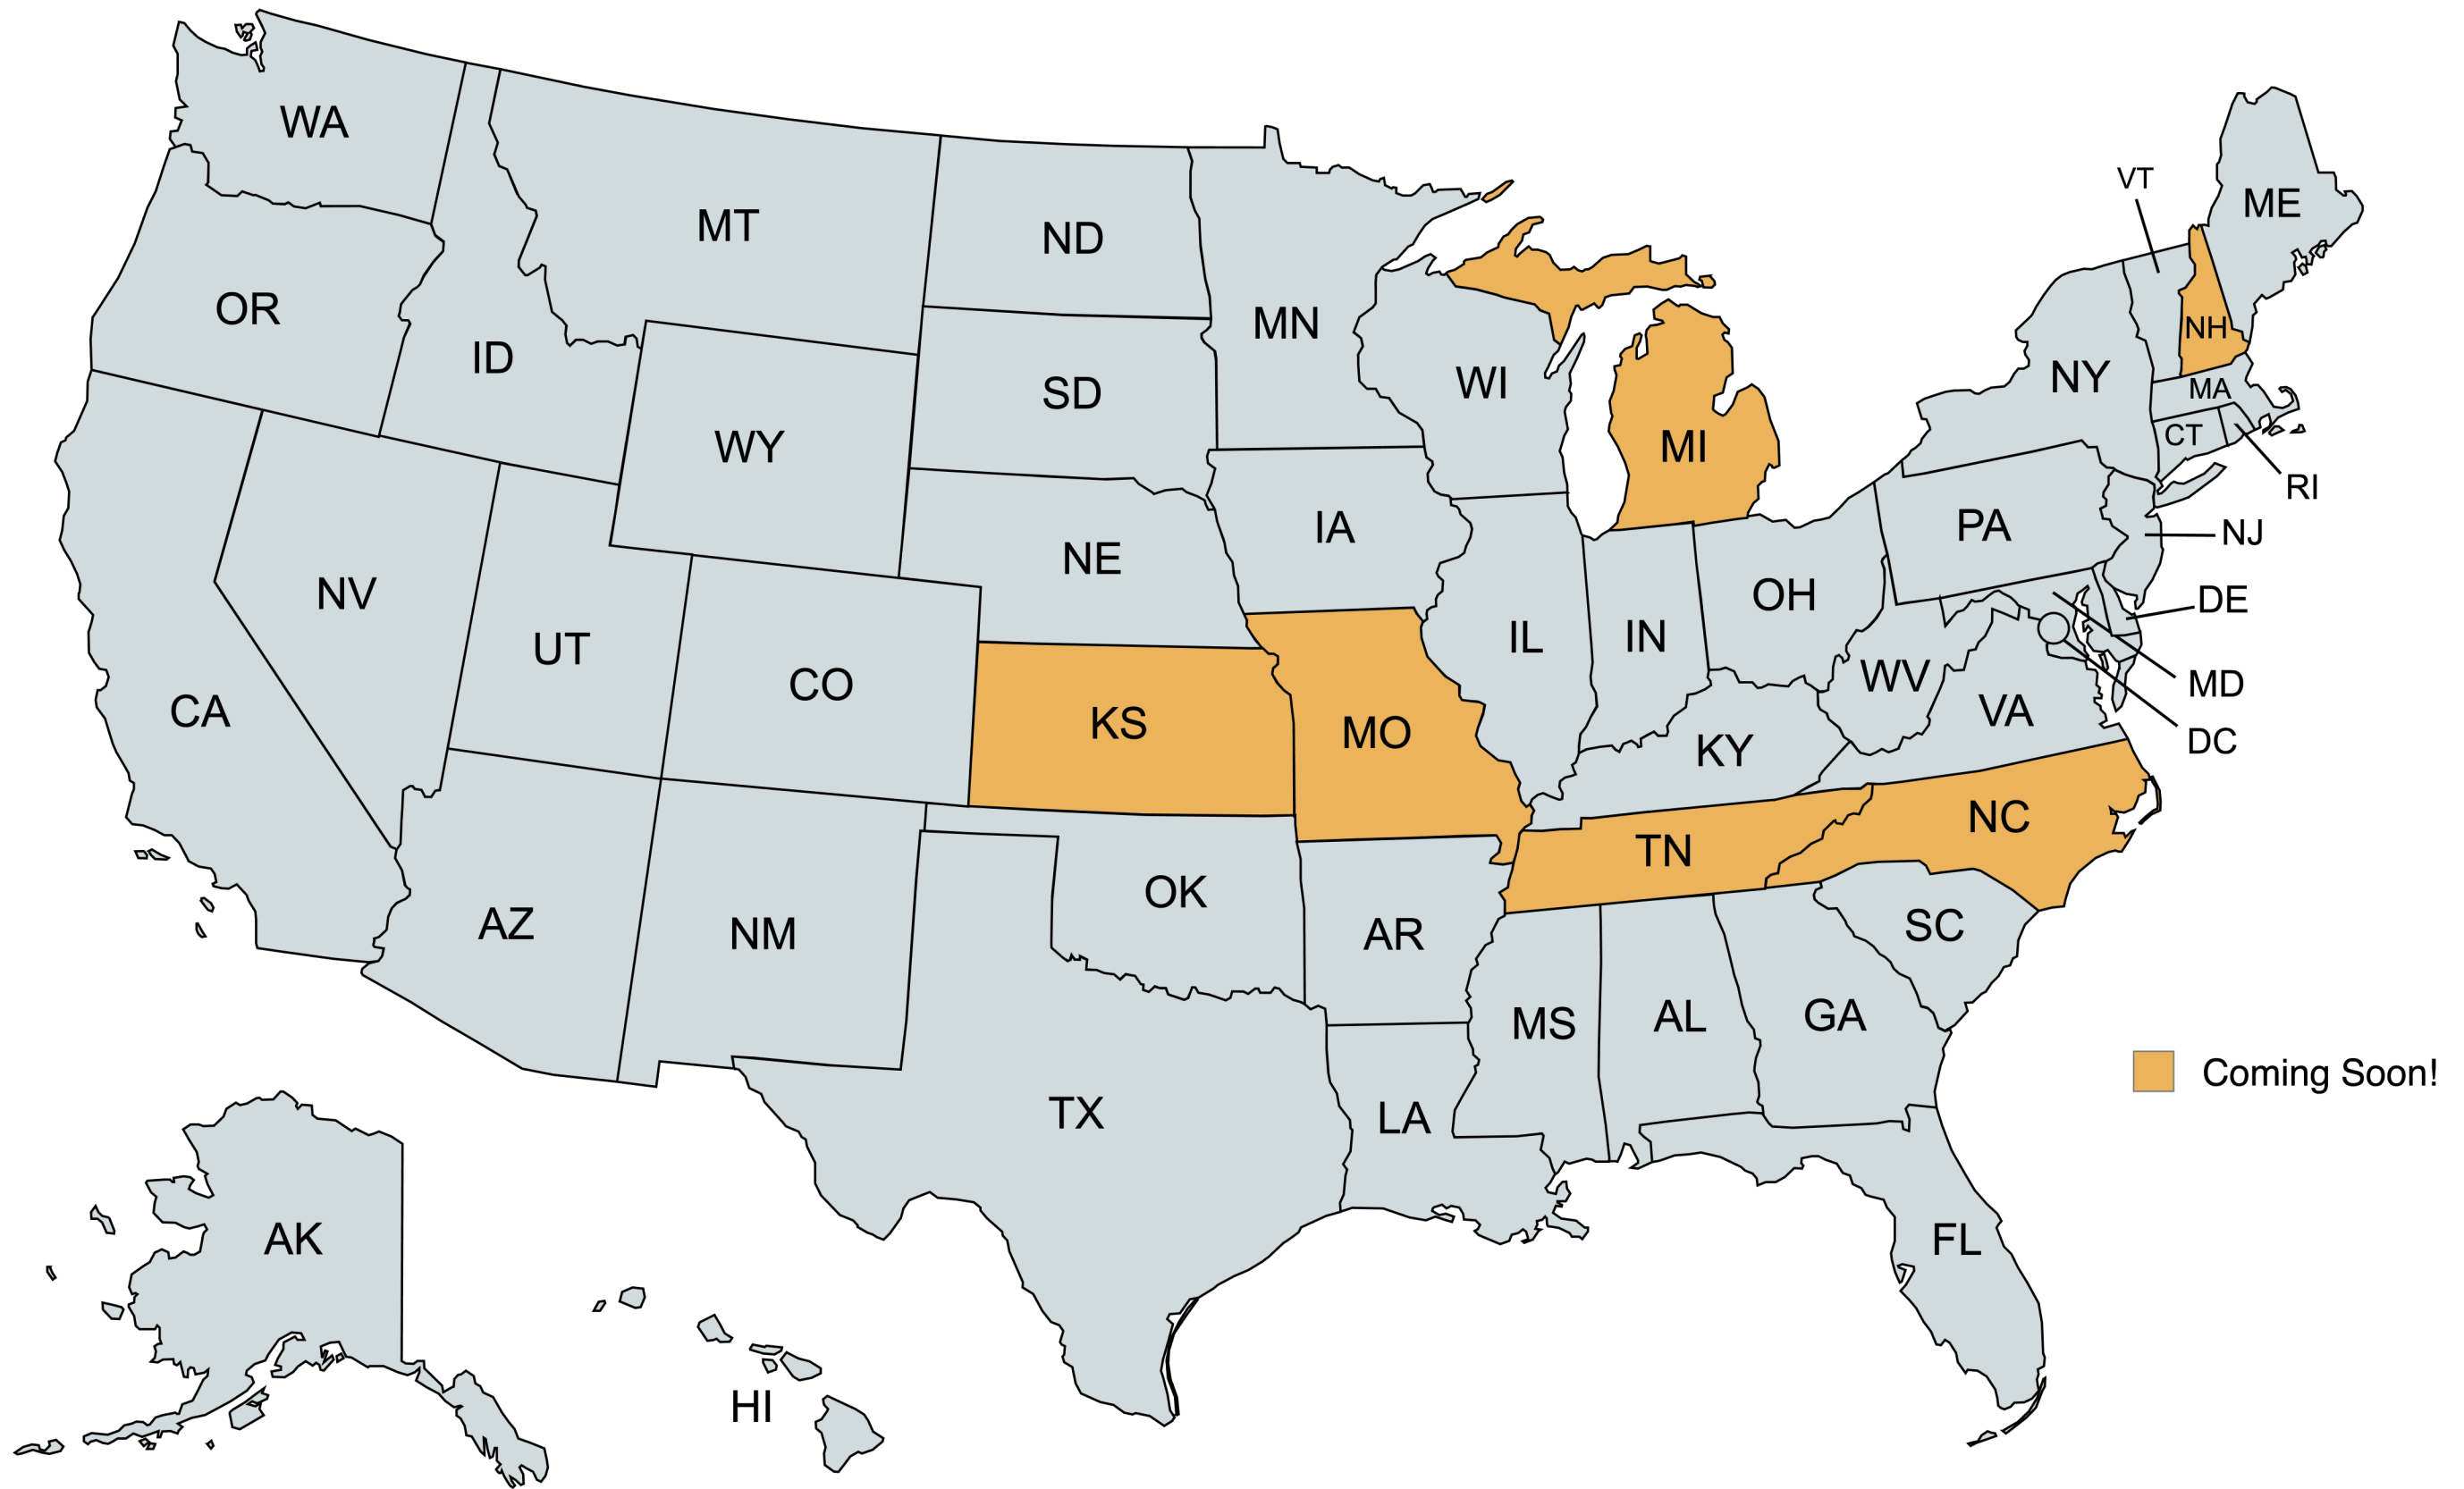 WA
VT
ME
MT
ND
OR
MN
NH
ID
WI
NY
SD
MA
CT
WY
MI
RI
PA
IA
NJ
NE
NV
OH
DE
IL
IN
UT
WV
MD
CO
CA
VA
KS
MO
DC
KY
NC
TN
OK
AZ
NM
AR
SC
MS
AL
GA
Coming Soon!
TX
LA
AK
FL
HI